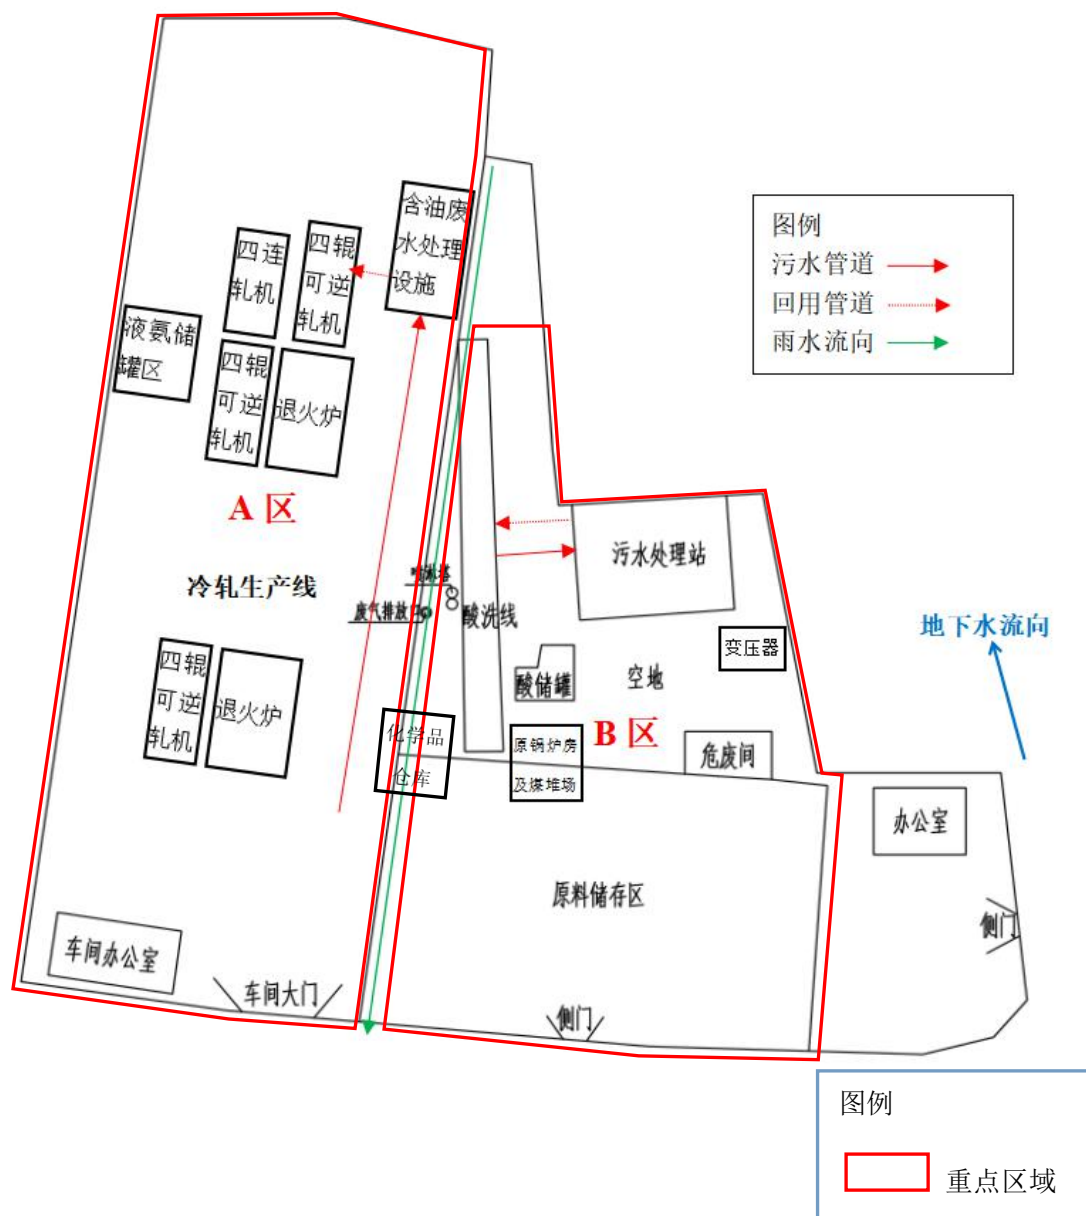 含油废
水处理
设施
四连
轧机
四辊
可逆
轧机
液氨储
罐区
四辊
可逆
轧机
退火炉
A 区
冷轧生产线
四辊
可逆
轧机
退火炉
车间办公室
车间大门
图例
污水管道
回用管道
雨水流向
污水处理站
喷淋塔
废气排放口
酸洗线
酸储罐
空地
变压器
地下水流向
B 区
化学品
仓库
原锅炉房
及煤堆场
危废间
办公室
原料储存区
侧门
侧门
图例
重点区域